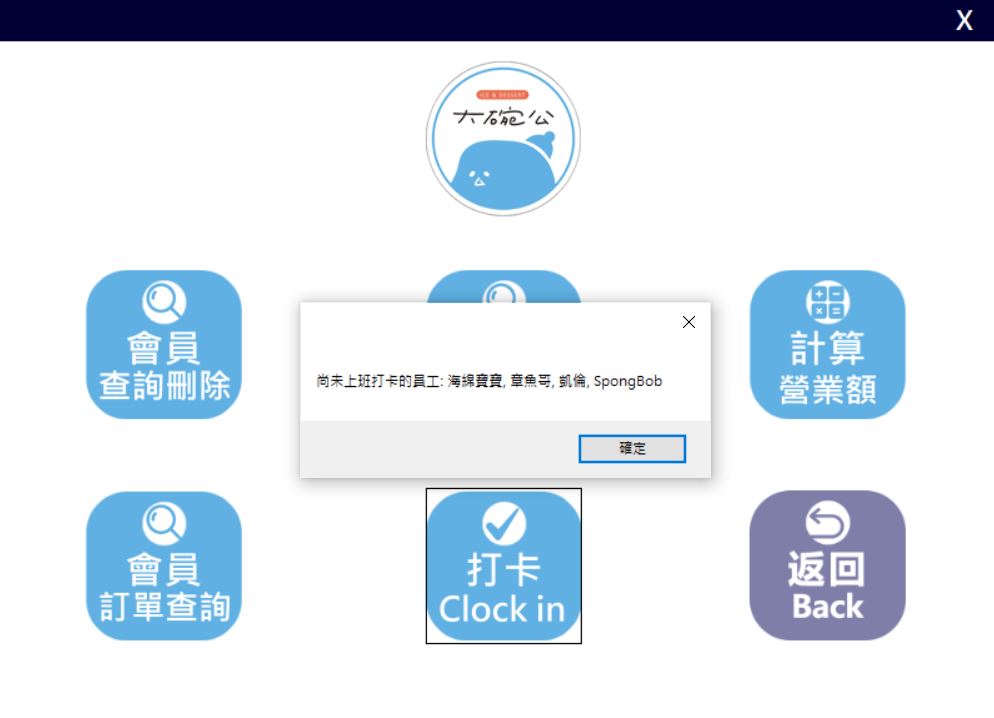 X
ICE & DESSERT
大碗公
會員
查詢刪除
計算
營業額
尚未上班打卡的員工: 海綿寶寶, 章魚哥, 凱倫, SpongBob
確定
會員
訂單查詢
打卡
Clock in
返回
Back